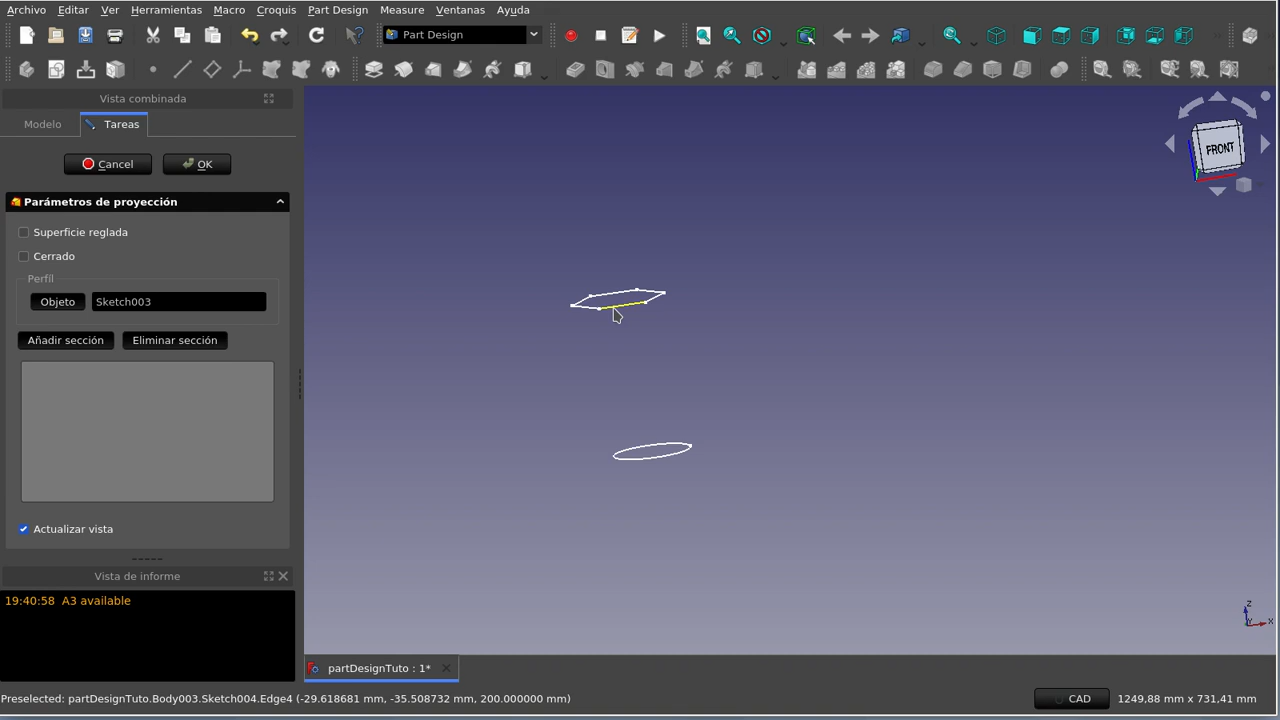 Archivo Editar Ver Herramientas Macro Croquis Part Design Measure Ventanas Ayuda
Part Design
Vista combinada
Modelo Tareas
Cancel OK
Parámetros de proyección
Superficie reglada
Cerrado
Perfíl
Objeto Sketch003
Añadir sección Eliminar sección
Actualizar vista
Vista de informe
19:40:58 A3 available
FRONT
Z
Y
X
partDesignTuto : 1*
Preselected: partDesignTuto.Body003.Sketch004.Edge4 (-29.618681 mm, -35.508732 mm, 200.000000 mm)
CAD 1249,88 mm x 731,41 mm